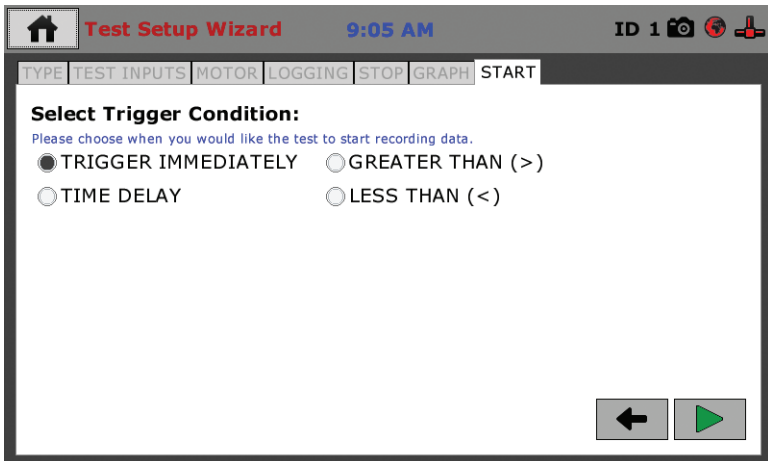 Test Setup Wizard 9:05 AM ID 1
TYPE TEST INPUTS MOTOR LOGGING STOP GRAPH START
Select Trigger Condition:
Please choose when you would like the test to start recording data.
TRIGGER IMMEDIATELY GREATER THAN (>)
TIME DELAY LESS THAN (<)